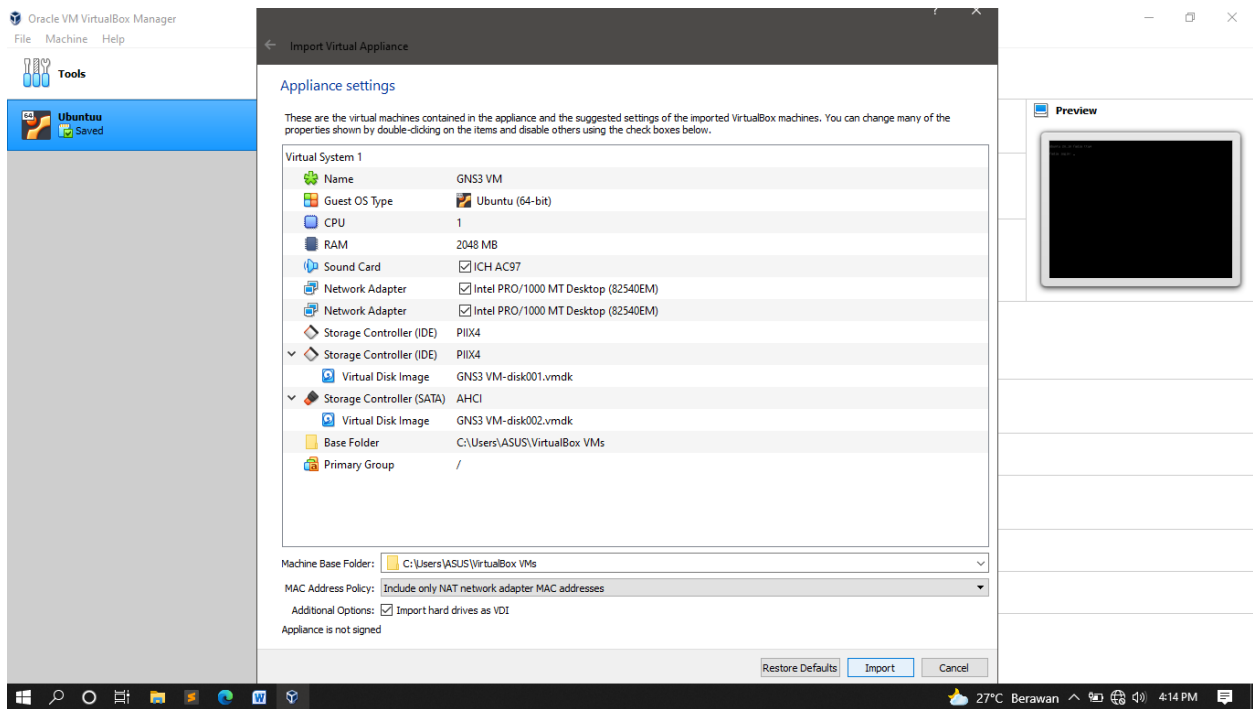 Oracle VM VirtualBox Manager
File Machine Help
Tools
64 Ubuntuu
Saved
? ×
Import Virtual Appliance
Appliance settings
These are the virtual machines contained in the appliance and the suggested settings of the imported VirtualBox machines. You can change many of the
properties shown by double-clicking on the items and disable others using the check boxes below.
Virtual System 1
Name GNS3 VM
Guest OS Type Ubuntu (64-bit)
CPU 1
RAM 2048 MB
Sound Card ICH AC97
Network Adapter Intel PRO/1000 MT Desktop (82540EM)
Network Adapter Intel PRO/1000 MT Desktop (82540EM)
Storage Controller (IDE) PIIX4
Storage Controller (IDE) PIIX4
Virtual Disk Image GNS3 VM-disk001.vmdk
Storage Controller (SATA) AHCI
Virtual Disk Image GNS3 VM-disk002.vmdk
Base Folder C:\Users\ASUS\VirtualBox VMs
Primary Group /
Machine Base Folder: C:\Users\ASUS\VirtualBox VMs
MAC Address Policy: Include only NAT network adapter MAC addresses
Additional Options: Import hard drives as VDI
Appliance is not signed
Restore Defaults Import Cancel
Preview
27°C Berawan 4:14 PM